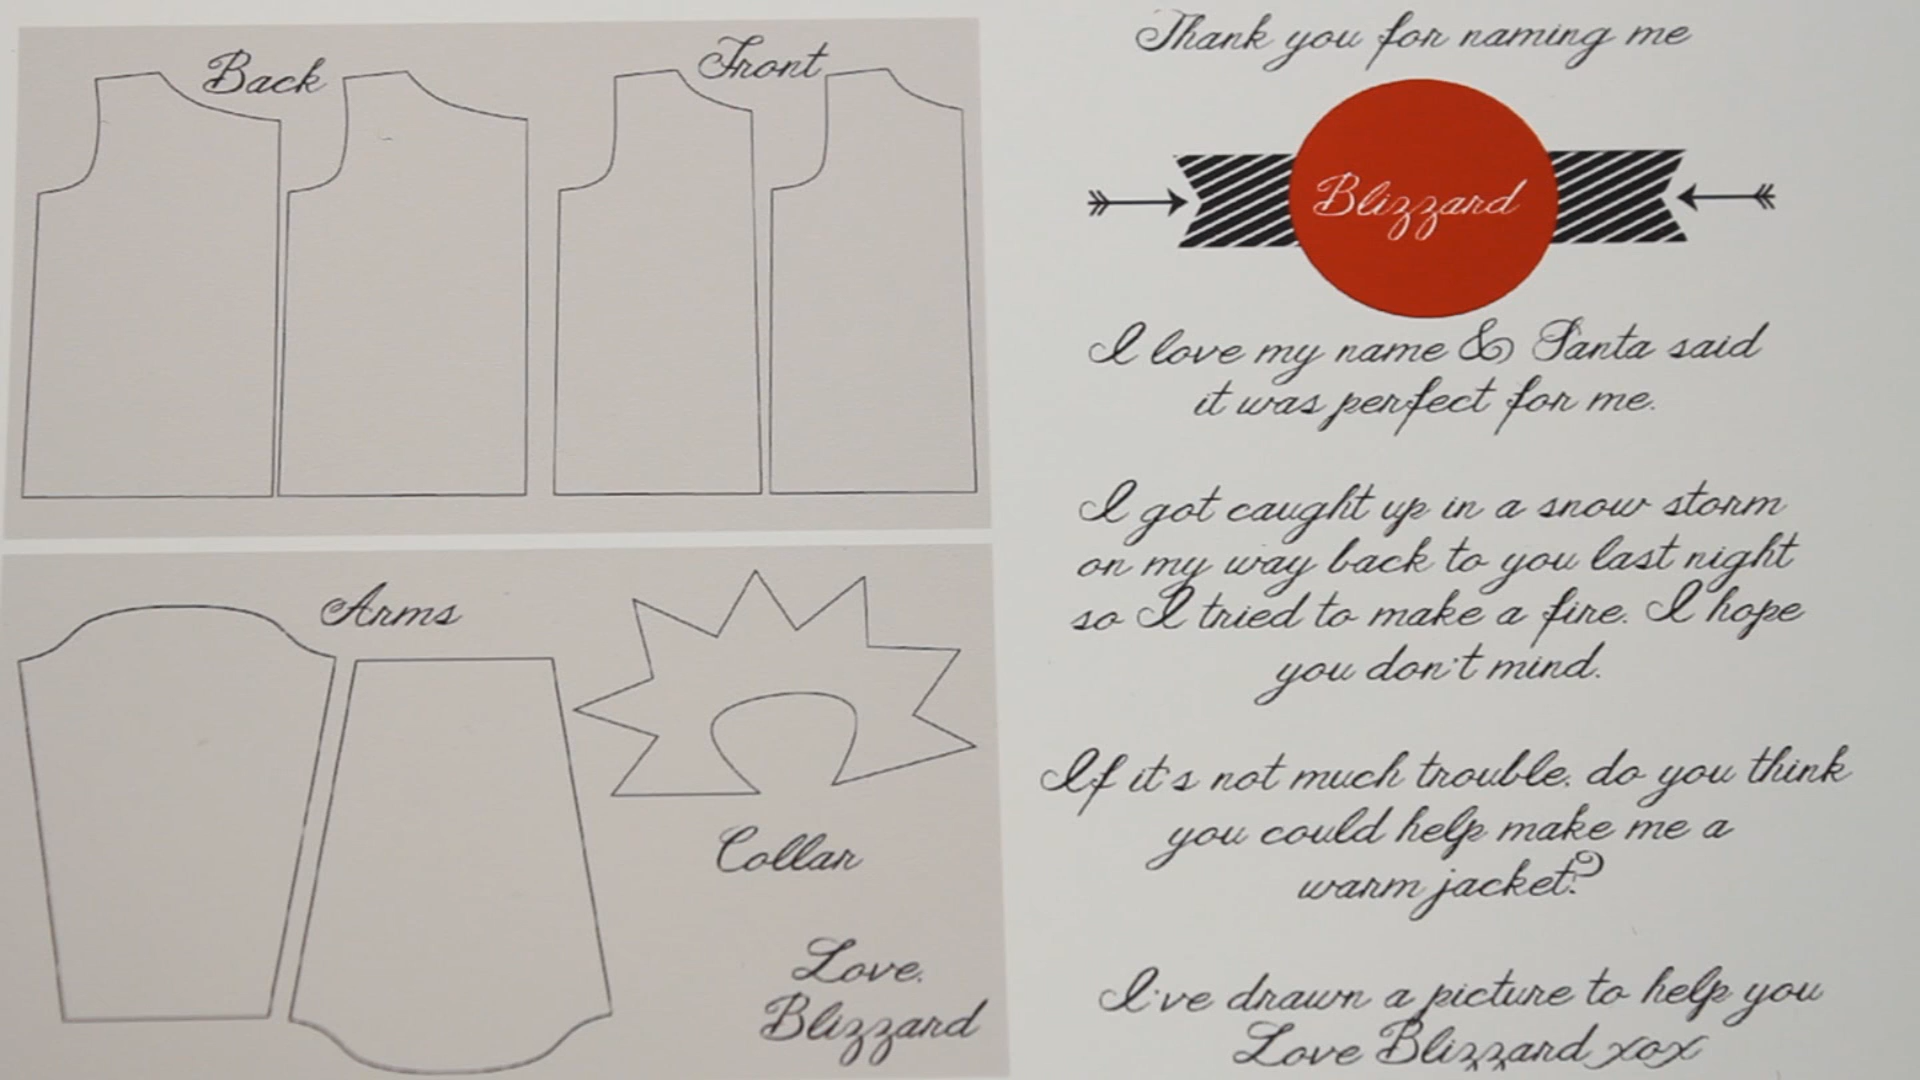 Back
Front
Arms
Collar
Love,
Blizzard
Thank you for naming me
Blizzard
I love my name & Santa said
it was perfect for me.
I got caught up in a snow storm
on my way back to you last night
so I tried to make a fire. I hope
you don't mind.
If it's not much trouble, do you think
you could help make me a
warm jacket?
I've drawn a picture to help you
Love Blizzard xox